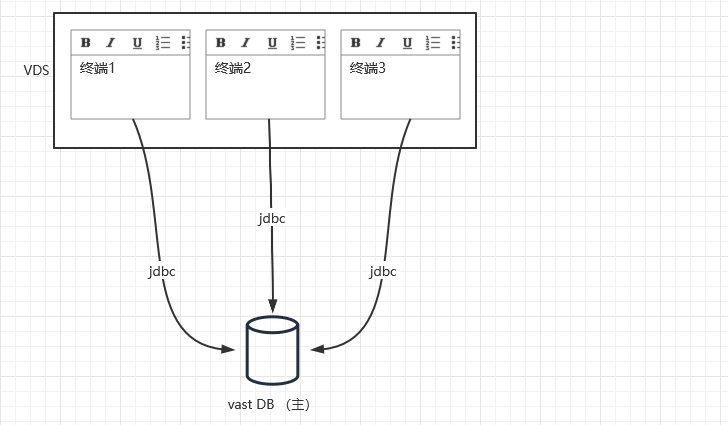 B I U
B I U
B I U
终端1
终端2
终端3
VDS
jdbc
jdbc
jdbc
vast DB （主）